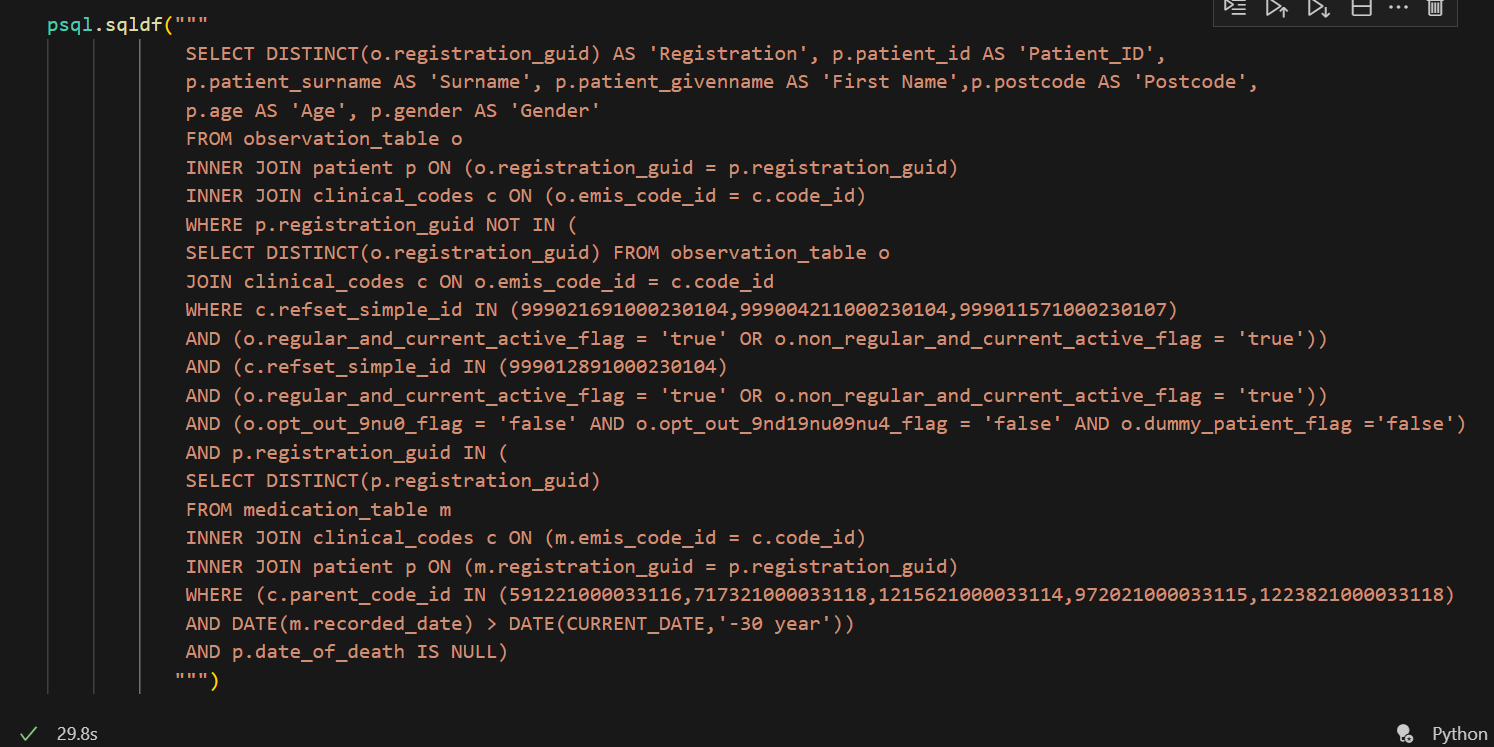 psql.sqldf("""
SELECT DISTINCT(o.registration_guid) AS 'Registration', p.patient_id AS 'Patient_ID',
p.patient_surname AS 'Surname', p.patient_givenname AS 'First Name',p.postcode AS 'Postcode',
p.age AS 'Age', p.gender AS 'Gender'
FROM observation_table o
INNER JOIN patient p ON (o.registration_guid = p.registration_guid)
INNER JOIN clinical_codes c ON (o.emis_code_id = c.code_id)
WHERE p.registration_guid NOT IN (
SELECT DISTINCT(o.registration_guid) FROM observation_table o
JOIN clinical_codes c ON o.emis_code_id = c.code_id
WHERE c.refset_simple_id IN (999021691000230104,999004211000230104,999011571000230107)
AND (o.regular_and_current_active_flag = 'true' OR o.non_regular_and_current_active_flag = 'true'))
AND (c.refset_simple_id IN (999012891000230104)
AND (o.regular_and_current_active_flag = 'true' OR o.non_regular_and_current_active_flag = 'true'))
AND (o.opt_out_9nu0_flag = 'false' AND o.opt_out_9nd19nu09nu4_flag = 'false' AND o.dummy_patient_flag ='false')
AND p.registration_guid IN (
SELECT DISTINCT(p.registration_guid)
FROM medication_table m
INNER JOIN clinical_codes c ON (m.emis_code_id = c.code_id)
INNER JOIN patient p ON (m.registration_guid = p.registration_guid)
WHERE (c.parent_code_id IN (591221000033116,717321000033118,1215621000033114,972021000033115,1223821000033118)
AND DATE(m.recorded_date) > DATE(CURRENT_DATE,'-30 year'))
AND p.date_of_death IS NULL)
""")
29.8s
Python